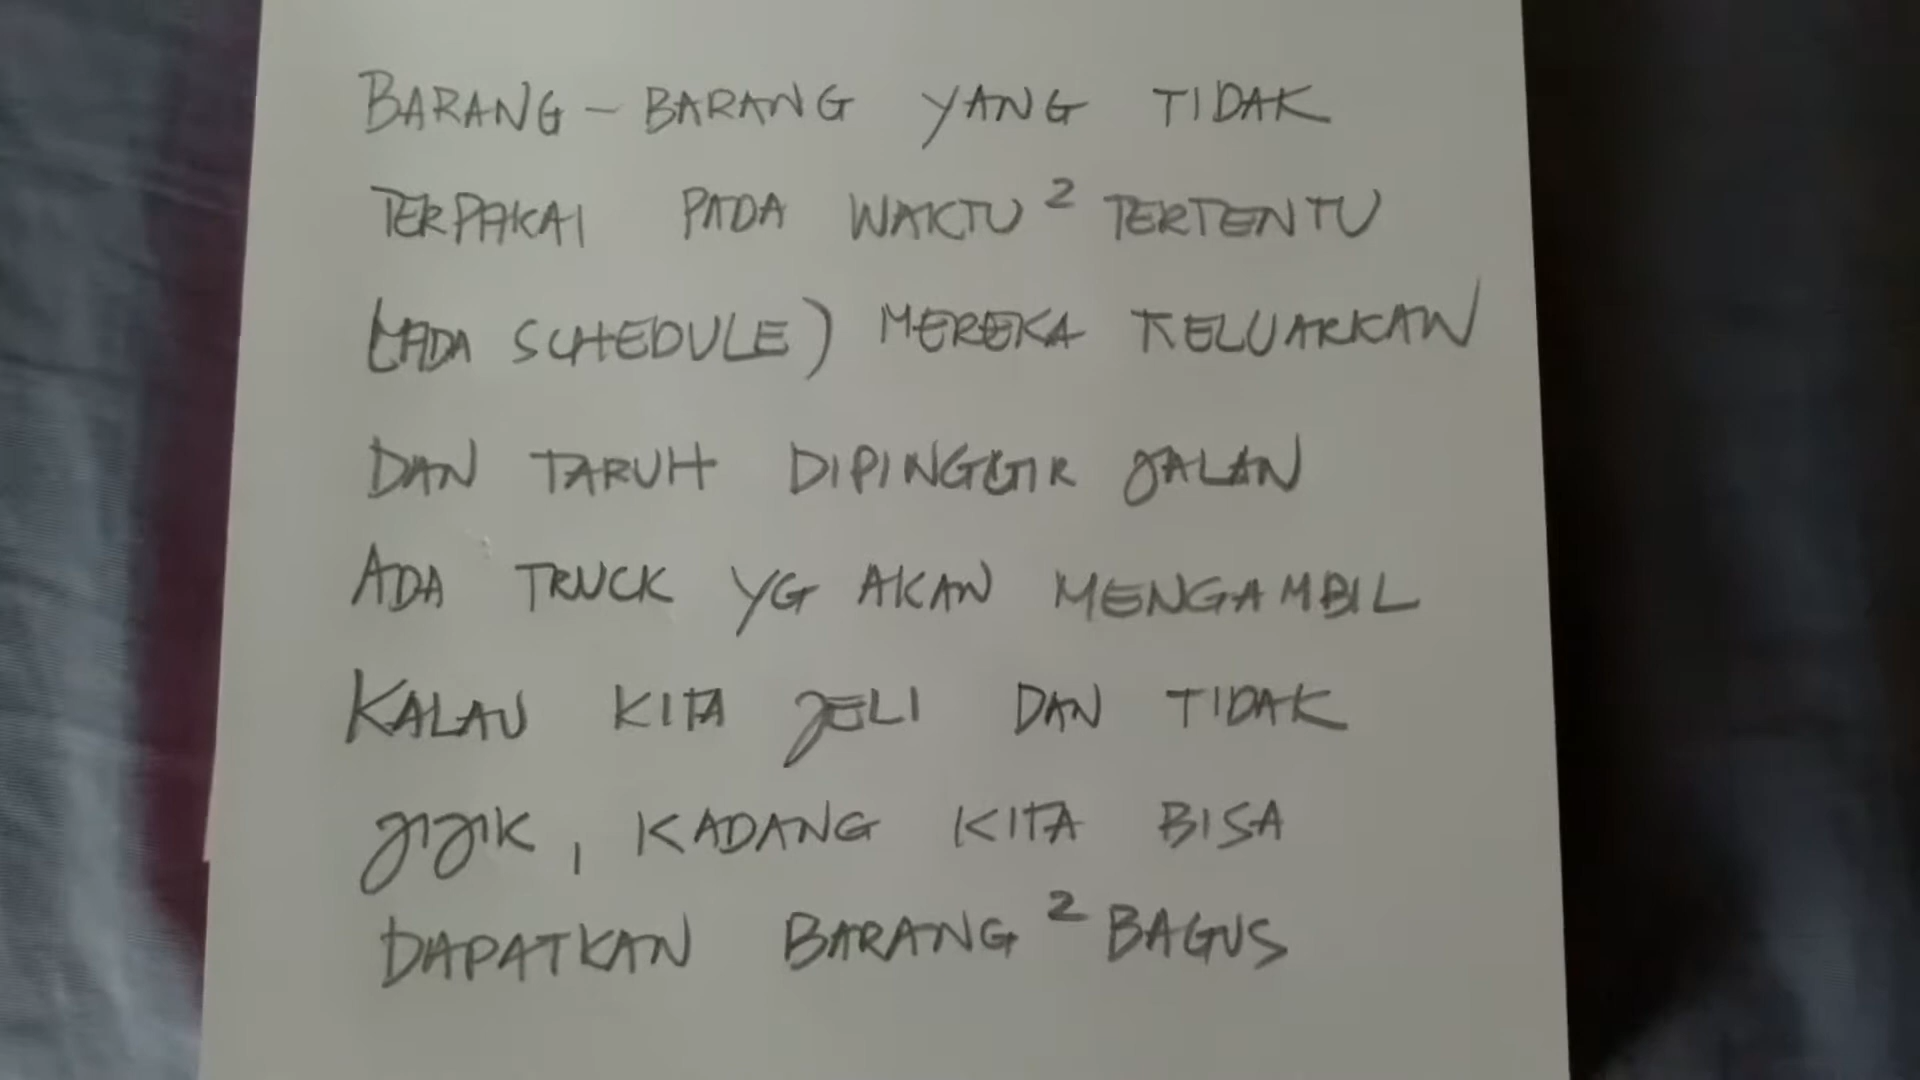 BARANG - BARANG YANG TIDAK
TERPAKAI PADA WAKTU² TERTENTU
(ADA SCHEDULE) MEREKA KELUARKAN
DAN TARUH DIPINGGIR JALAN
ADA TRUCK YG AKAN MENGAMBIL
KALAU KITA JELI DAN TIDAK
JIJIK, KADANG KITA BISA
DAPATKAN BARANG² BAGUS